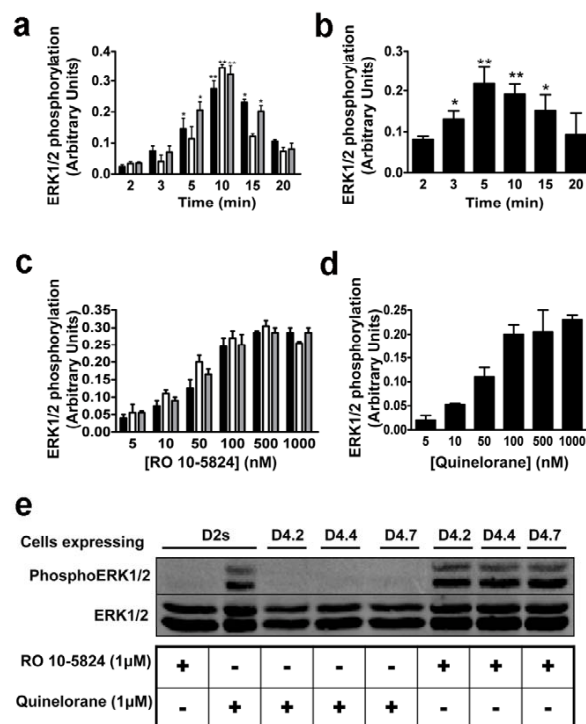 a
ERK1/2 phosphorylation
(Arbitrary Units)
0.4
0.3
0.2
0.1
0.0
* * ** ** ** * *
2 3 5 10 15 20
Time (min)
b
ERK1/2 phosphorylation
(Arbitrary Units)
0.3
0.2
0.1
0.0
* ** ** *
2 3 5 10 15 20
Time (min)
c
ERK1/2 phosphorylation
(Arbitrary Units)
0.35
0.30
0.25
0.20
0.15
0.10
0.05
0.00
5 10 50 100 500 1000
[RO 10-5824] (nM)
d
ERK1/2 phosphorylation
(Arbitrary Units)
0.25
0.20
0.15
0.10
0.05
0.00
5 10 50 100 500 1000
[Quinelorane] (nM)
e
Cells expressing D2s D4.2 D4.4 D4.7 D4.2 D4.4 D4.7
PhosphoERK1/2
ERK1/2
RO 10-5824 (1µM) + - - - - + + +
Quinelorane (1µM) - + + + + - - -